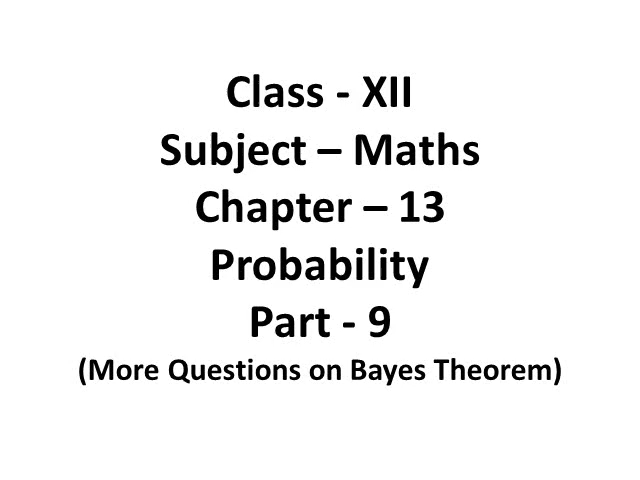 Class - XII
Subject – Maths
Chapter – 13
Probability
Part - 9
(More Questions on Bayes Theorem)